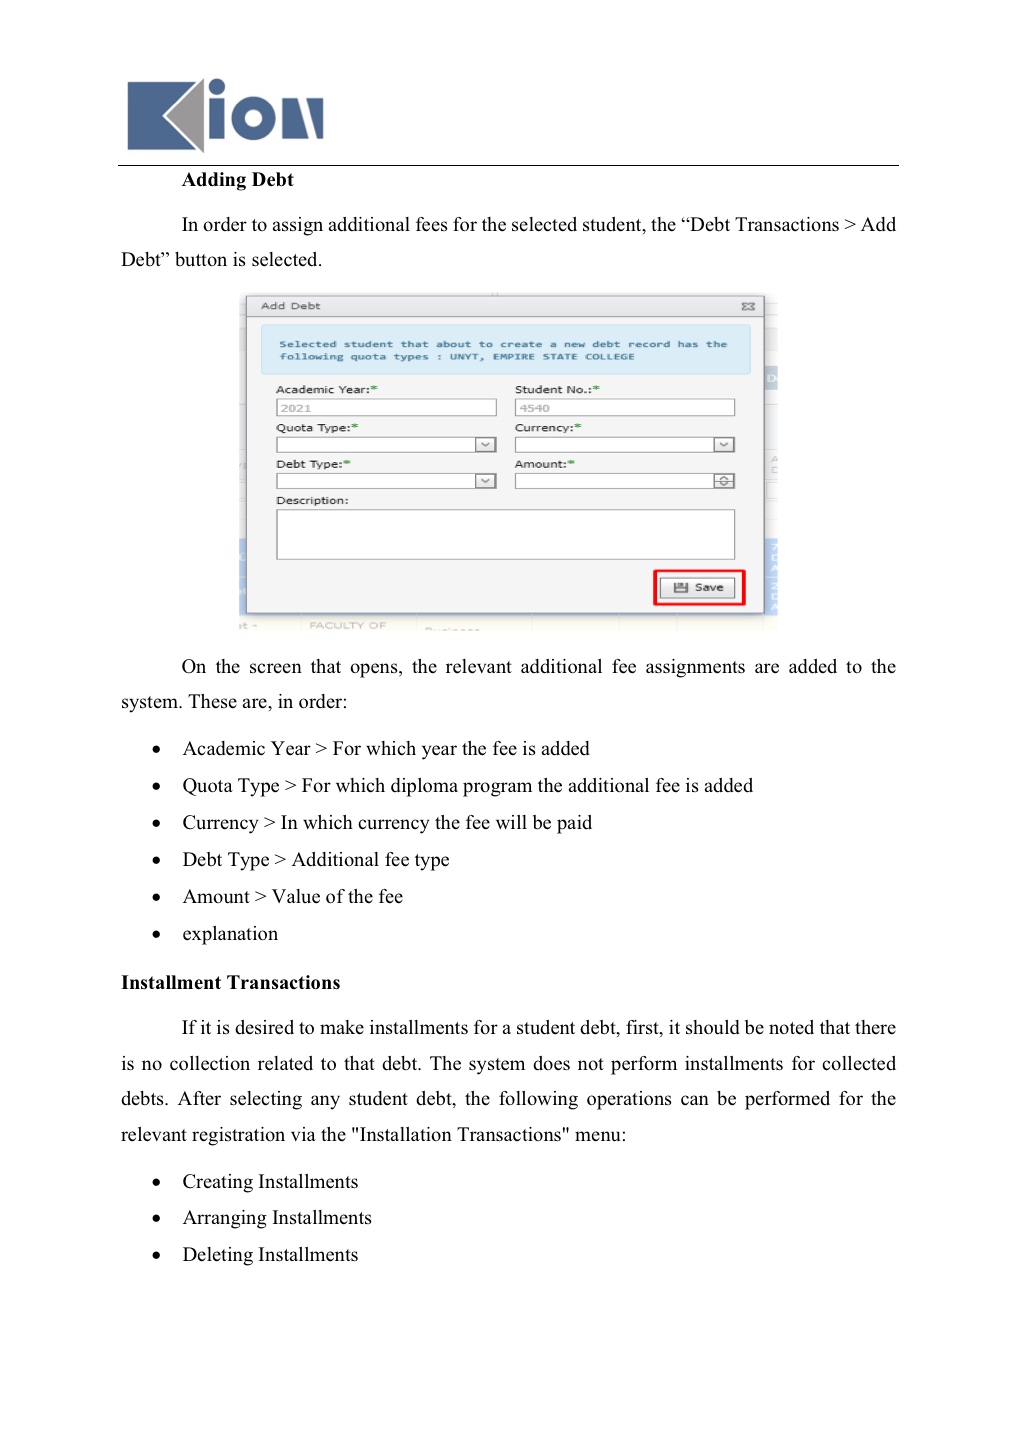 Kion
Adding Debt
In order to assign additional fees for the selected student, the “Debt Transactions > Add
Debt” button is selected.
Add Debt
Selected student that about to create a new debt record has the
following quota types : UNYT, EMPIRE STATE COLLEGE
Academic Year:* Student No.:*
2021 4540
Quota Type:* Currency:*
Debt Type:* Amount:*
Description:
Save
FACULTY OF
Business
On the screen that opens, the relevant additional fee assignments are added to the
system. These are, in order:
• Academic Year > For which year the fee is added
• Quota Type > For which diploma program the additional fee is added
• Currency > In which currency the fee will be paid
• Debt Type > Additional fee type
• Amount > Value of the fee
• explanation
Installment Transactions
If it is desired to make installments for a student debt, first, it should be noted that there
is no collection related to that debt. The system does not perform installments for collected
debts. After selecting any student debt, the following operations can be performed for the
relevant registration via the "Installation Transactions" menu:
• Creating Installments
• Arranging Installments
• Deleting Installments